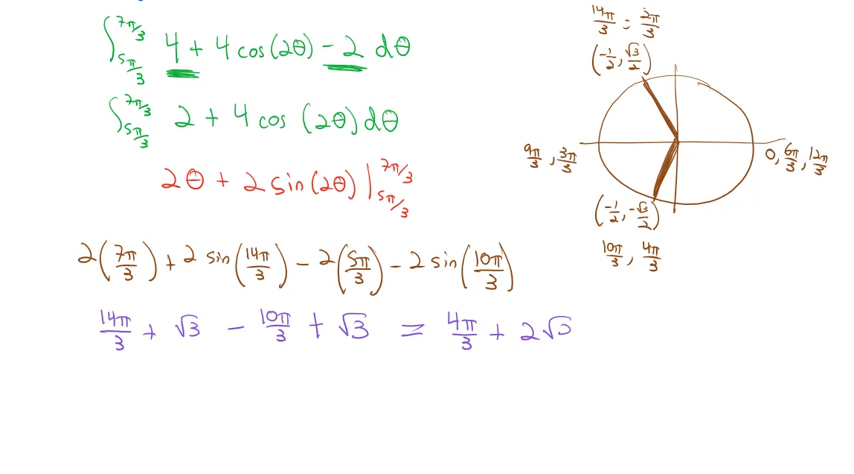 ∫_{5π/3}^{7π/3} 4 + 4 cos(2θ) - 2 dθ
∫_{5π/3}^{7π/3} 2 + 4 cos (2θ) dθ
2θ + 2 sin(2θ) |_{5π/3}^{7π/3}
2(7π/3) + 2 sin(14π/3) - 2(5π/3) - 2 sin(10π/3)
14π/3 + √3 - 10π/3 + √3 = 4π/3 + 2√
14π/3 = 2π/3
(-1/2, √3/2)
9π/3, 3π/3
0, 6π/3, 12π/3
(-1/2, -√3/2)
10π/3, 4π/3